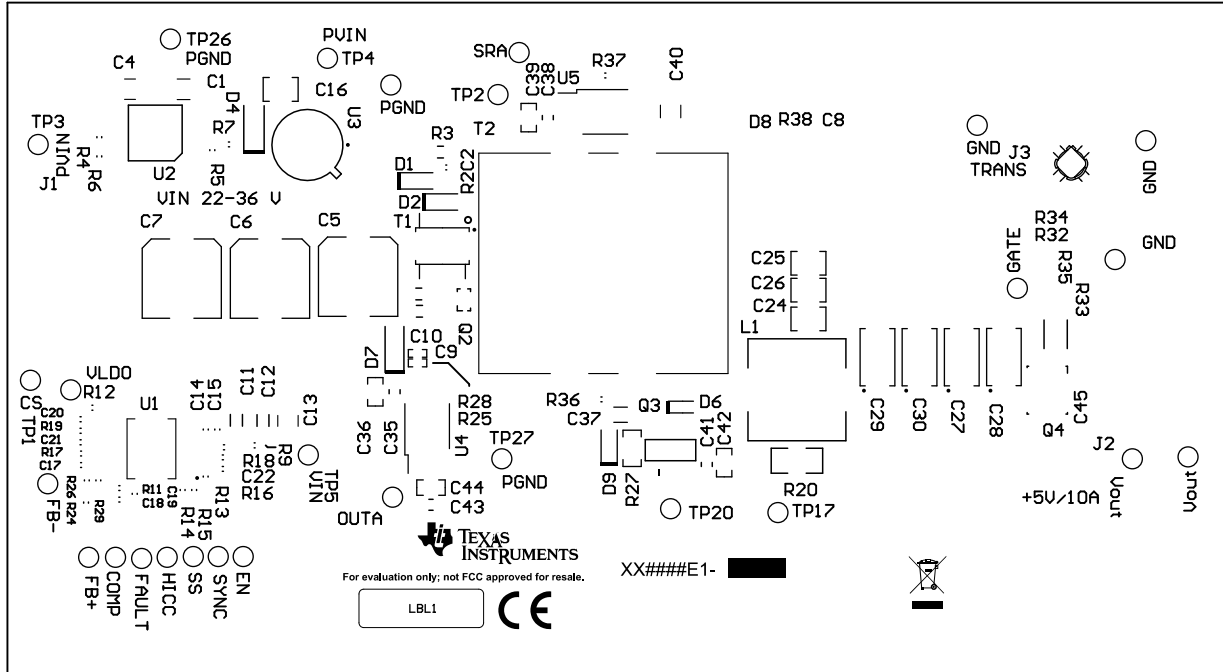 TP26
PGND
PVIN
TP4
SRA
C4
C1
D4
C16
U3
PGND
TP2
C39
C38
U5
R37
C40
T2
TP3
PVIN
J1
R4
R6
U2
R7
R5
VIN 22-36 V
R3
D1
R2
C2
D2
T1
D8
R38
C8
GND
TRANS
J3
GND
C7
C6
C5
R34
R32
R35
R33
GATE
GND
C25
C26
C24
L1
Q2
D7
C10
C9
C29
C30
C27
C28
C45
Q4
CS
TP1
VLDO
R12
C20
R19
C21
R17
C17
U1
C14
C15
C11
C12
C13
R18
R9
C22
R16
TP5
VIN
C36
C35
R28
R25
U4
TP27
PGND
R36
C37
Q3
D6
C41
C42
D9
R27
R20
TP20
TP17
J2
+5V/10A
Vout
Vout
R26
R24
R29
FB-
R11
C18
C19
R13
R14
R15
OUTA
C44
C43
FB+
COMP
FAULT
HICC
SS
SYNC
EN
TEXAS
INSTRUMENTS
R
For evaluation only; not FCC approved for resale.
LBL1
CE
XX####E1-